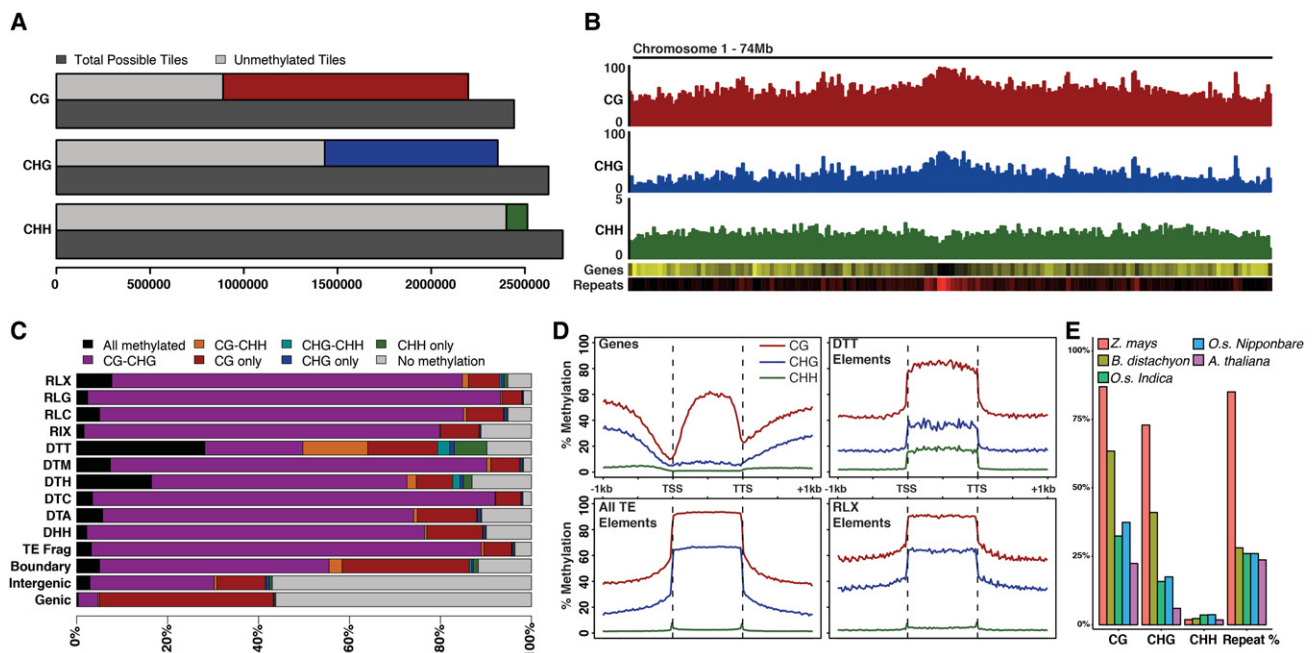 A
Total Possible Tiles Unmethylated Tiles
CG
CHG
CHH
0 500000 1000000 1500000 2000000 2500000
B
Chromosome 1 - 74Mb
100
CG
0
100
CHG
0
5
CHH
0
Genes
Repeats
C
All methylated CG-CHH CHG-CHH CHH only
CG-CHG CG only CHG only No methylation
RLX
RLG
RLC
RIX
DTT
DTM
DTH
DTC
DTA
DHH
TE Frag
Boundary
Intergenic
Genic
0% 20% 40% 60% 80% 100%
D
Genes
CG
CHG
CHH
DTT
Elements
% Methylation
100
80
60
40
20
0
-1kb TSS TTS +1kb -1kb TSS TTS +1kb
All TE
Elements
RLX
Elements
% Methylation
100
80
60
40
20
0
E
Z. mays O.s. Nipponbare
B. distachyon A. thaliana
O.s. Indica
100%
75%
50%
25%
0%
CG CHG CHH Repeat %